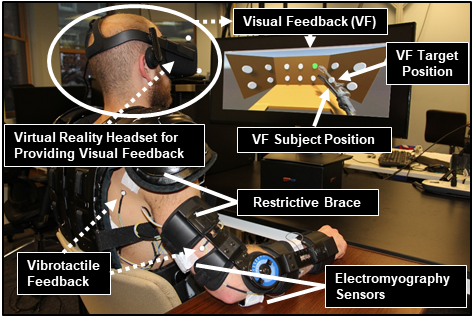 Visual Feedback (VF)
VF Target
Position
Virtual Reality Headset for
Providing Visual Feedback
VF Subject Position
Restrictive Brace
Vibrotactile
Feedback
Electromyography
Sensors